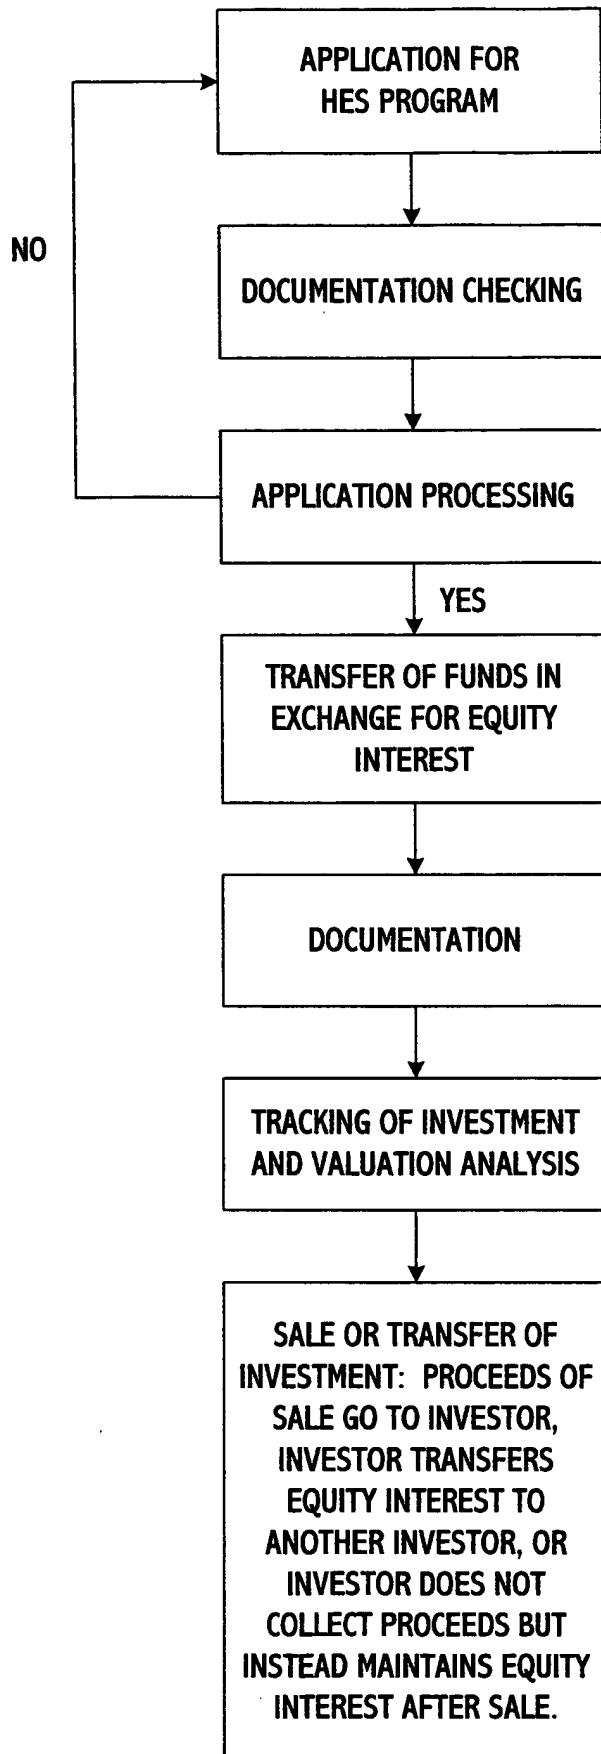 APPLICATION FOR
HES PROGRAM
NO
DOCUMENTATION CHECKING
APPLICATION PROCESSING
YES
TRANSFER OF FUNDS IN
EXCHANGE FOR EQUITY
INTEREST
DOCUMENTATION
TRACKING OF INVESTMENT
AND VALUATION ANALYSIS
SALE OR TRANSFER OF
INVESTMENT: PROCEEDS OF
SALE GO TO INVESTOR,
INVESTOR TRANSFERS
EQUITY INTEREST TO
ANOTHER INVESTOR, OR
INVESTOR DOES NOT
COLLECT PROCEEDS BUT
INSTEAD MAINTAINS EQUITY
INTEREST AFTER SALE.